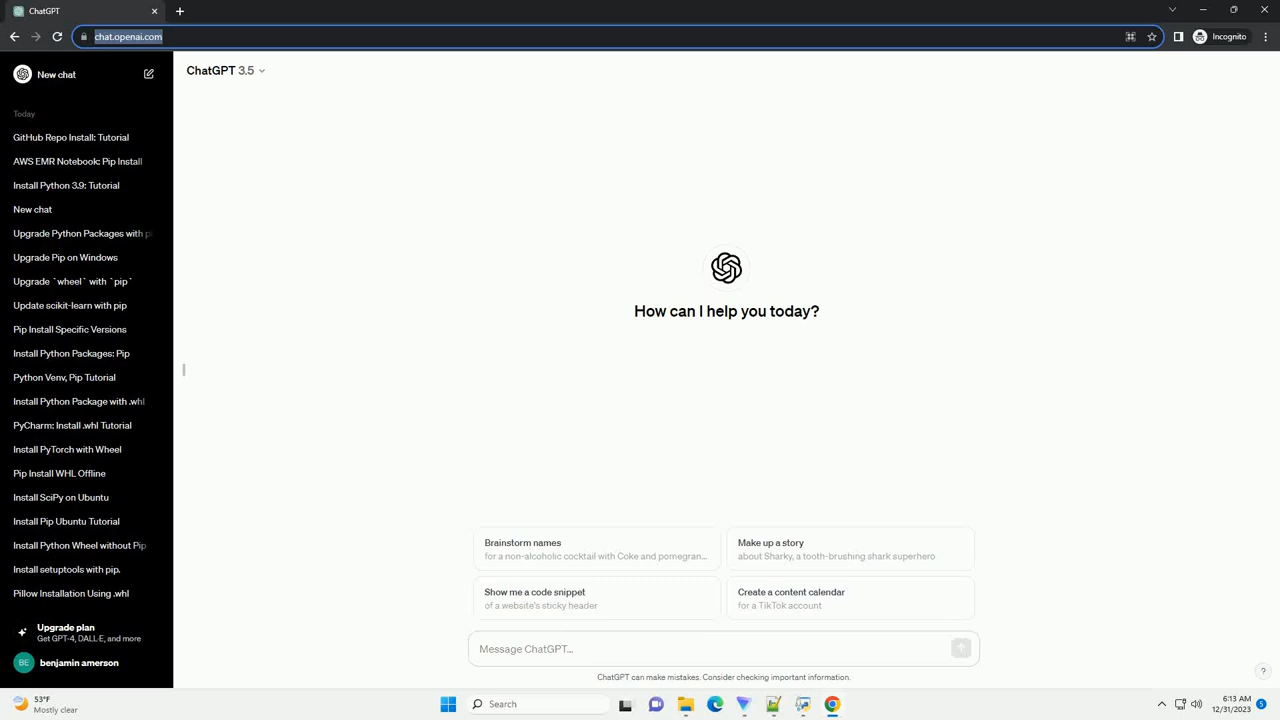 ChatGPT
chat.openai.com
Incognito
New chat
ChatGPT 3.5
Today
GitHub Repo Install: Tutorial
AWS EMR Notebook: Pip Install
Install Python 3.9: Tutorial
New chat
Upgrade Python Packages with pi
Upgrade Pip on Windows
Upgrade `wheel` with `pip`
Update scikit-learn with pip
Pip Install Specific Versions
Install Python Packages: Pip
Python Venv, Pip Tutorial
Install Python Package with .whl
PyCharm: Install .whl Tutorial
Install PyTorch with Wheel
Pip Install WHL Offline
Install SciPy on Ubuntu
Install Pip Ubuntu Tutorial
Install Python Wheel without Pip
Install setuptools with pip.
Pillow Installation Using .whl
Upgrade plan
Get GPT-4, DALL·E, and more
BE benjamin amerson
How can I help you today?
Brainstorm names
for a non-alcoholic cocktail with Coke and pomegran...
Make up a story
about Sharky, a tooth-brushing shark superhero
Show me a code snippet
of a website's sticky header
Create a content calendar
for a TikTok account
Message ChatGPT...
ChatGPT can make mistakes. Consider checking important information.
?
53°F
Mostly clear
Search
6:13 AM
12/31/2023
5